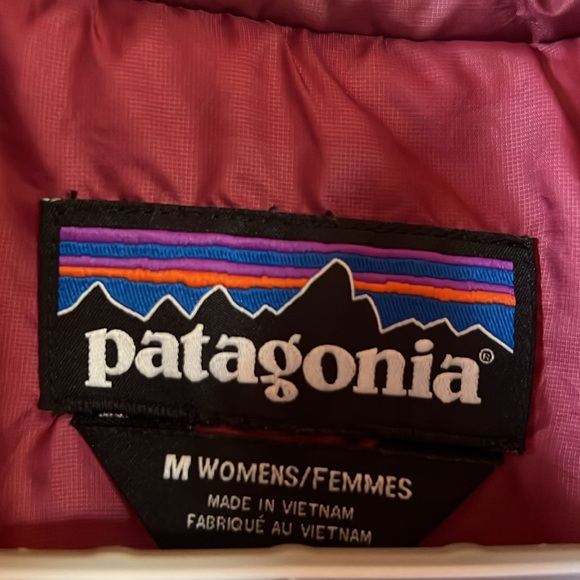 patagonia®
M WOMENS/FEMMES
MADE IN VIETNAM
FABRIQUÉ AU VIETNAM